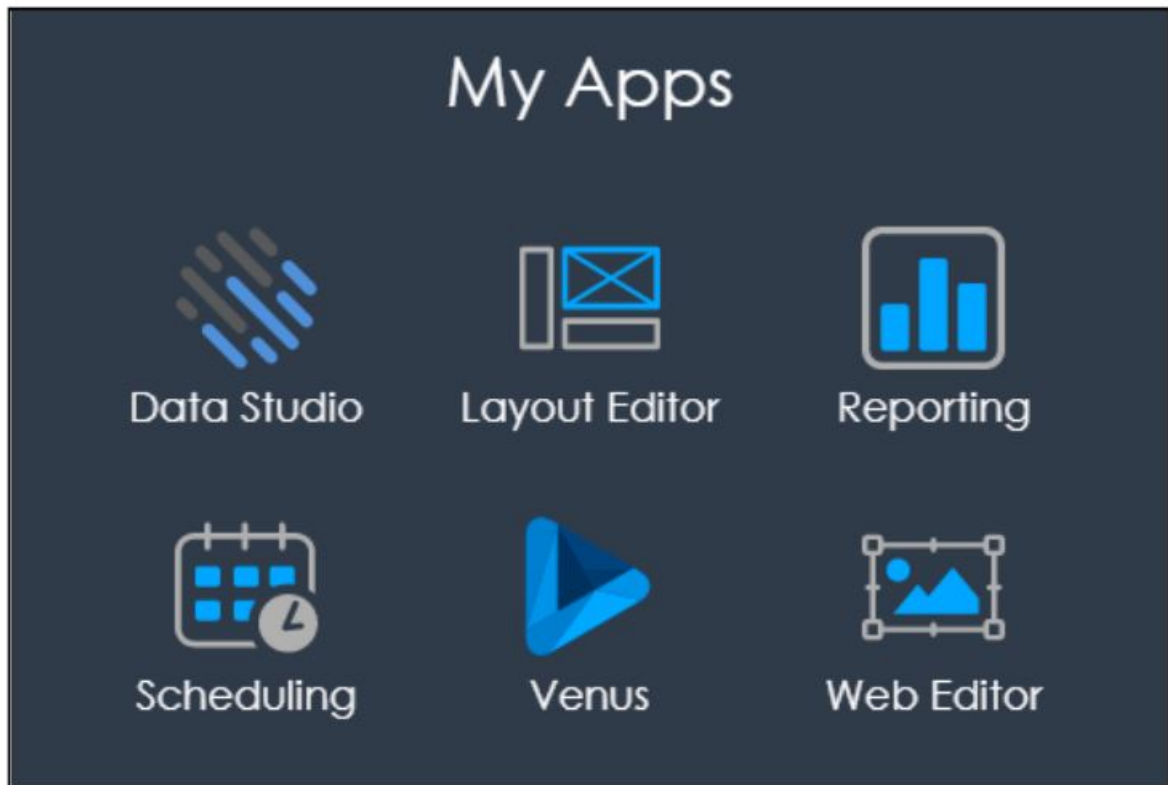 My Apps
Data Studio
Layout Editor
Reporting
Scheduling
Venus
Web Editor